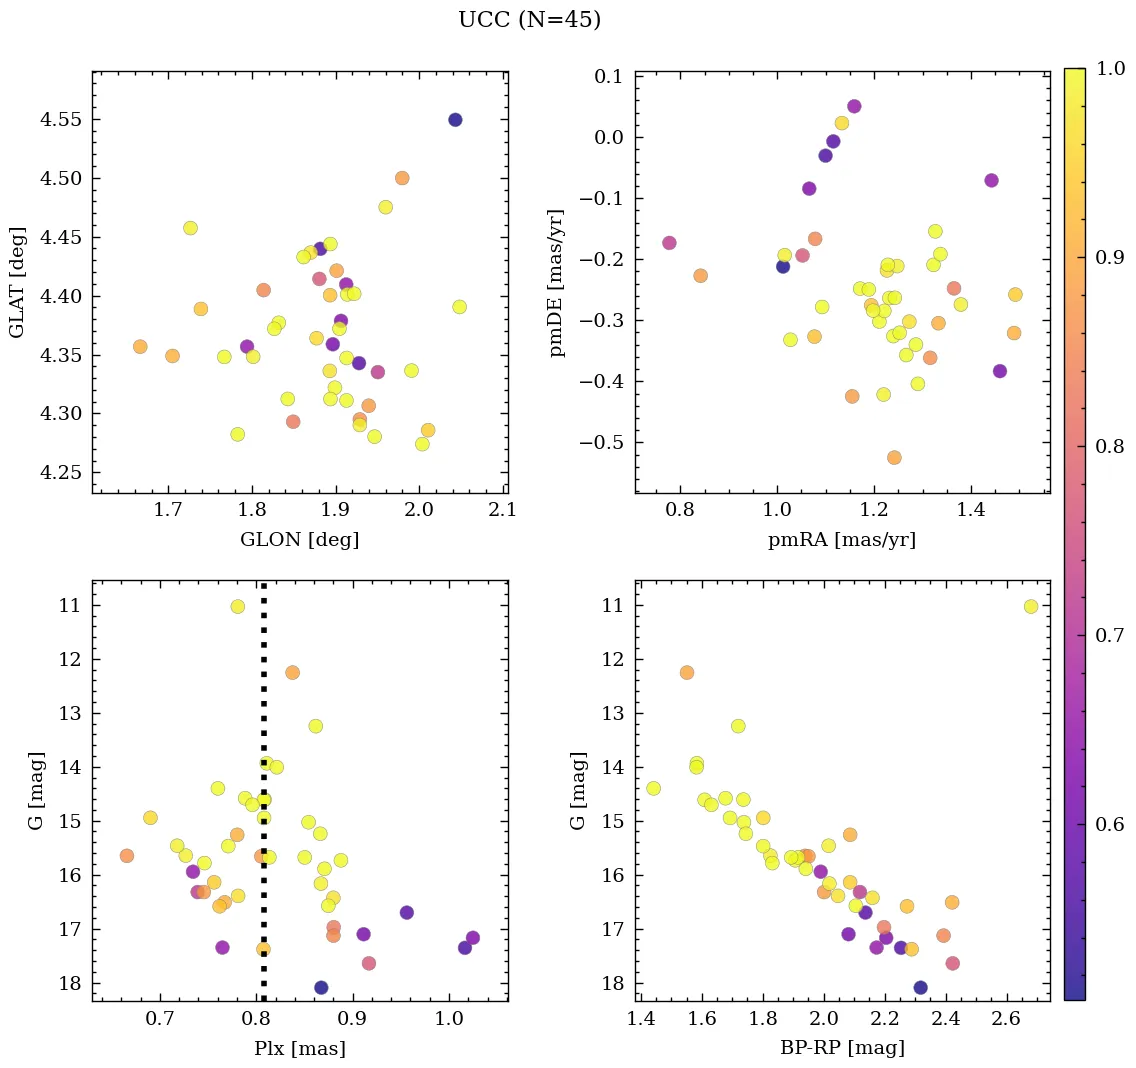 UCC (N=45)
4.55
4.50
4.45
4.40
4.35
4.30
4.25
GLAT [deg]
1.7 1.8 1.9 2.0 2.1
GLON [deg]
0.1
0.0
−0.1
−0.2
−0.3
−0.4
−0.5
pmDE [mas/yr]
0.8 1.0 1.2 1.4
pmRA [mas/yr]
1.0
0.9
0.8
0.7
0.6
11
12
13
14
15
16
17
18
G [mag]
0.7 0.8 0.9 1.0
Plx [mas]
11
12
13
14
15
16
17
18
G [mag]
1.4 1.6 1.8 2.0 2.2 2.4 2.6
BP-RP [mag]